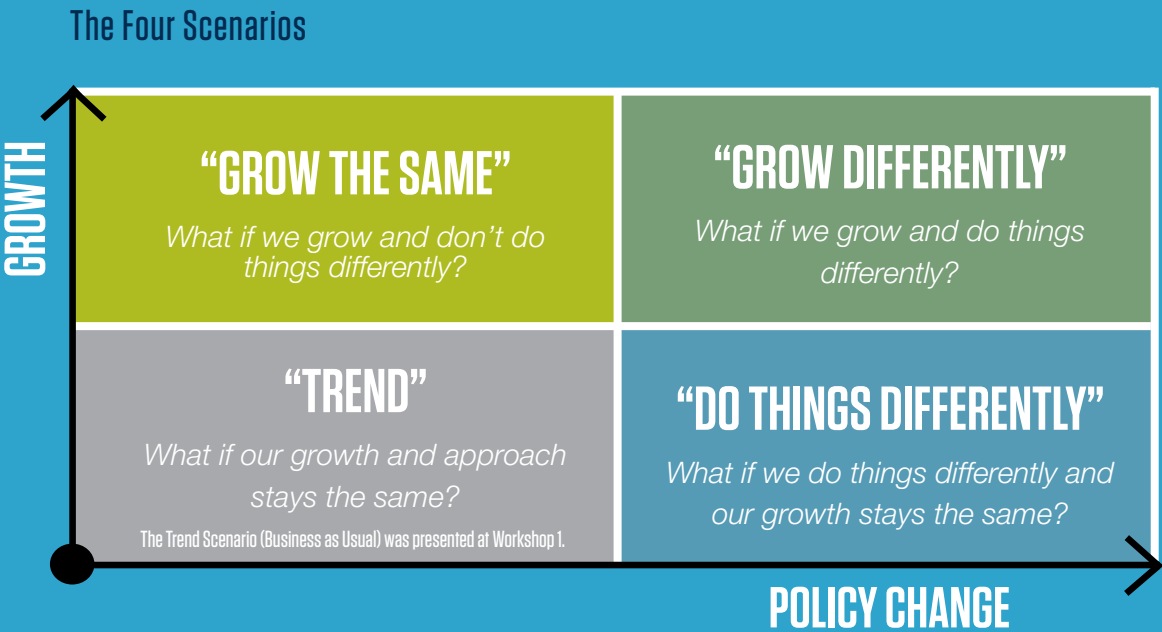 The Four Scenarios
GROWTH
“GROW THE SAME”
What if we grow and don’t do
things differently?
“GROW DIFFERENTLY”
What if we grow and do things
differently?
“TREND”
What if our growth and approach
stays the same?
The Trend Scenario (Business as Usual) was presented at Workshop 1.
“DO THINGS DIFFERENTLY”
What if we do things differently and
our growth stays the same?
POLICY CHANGE